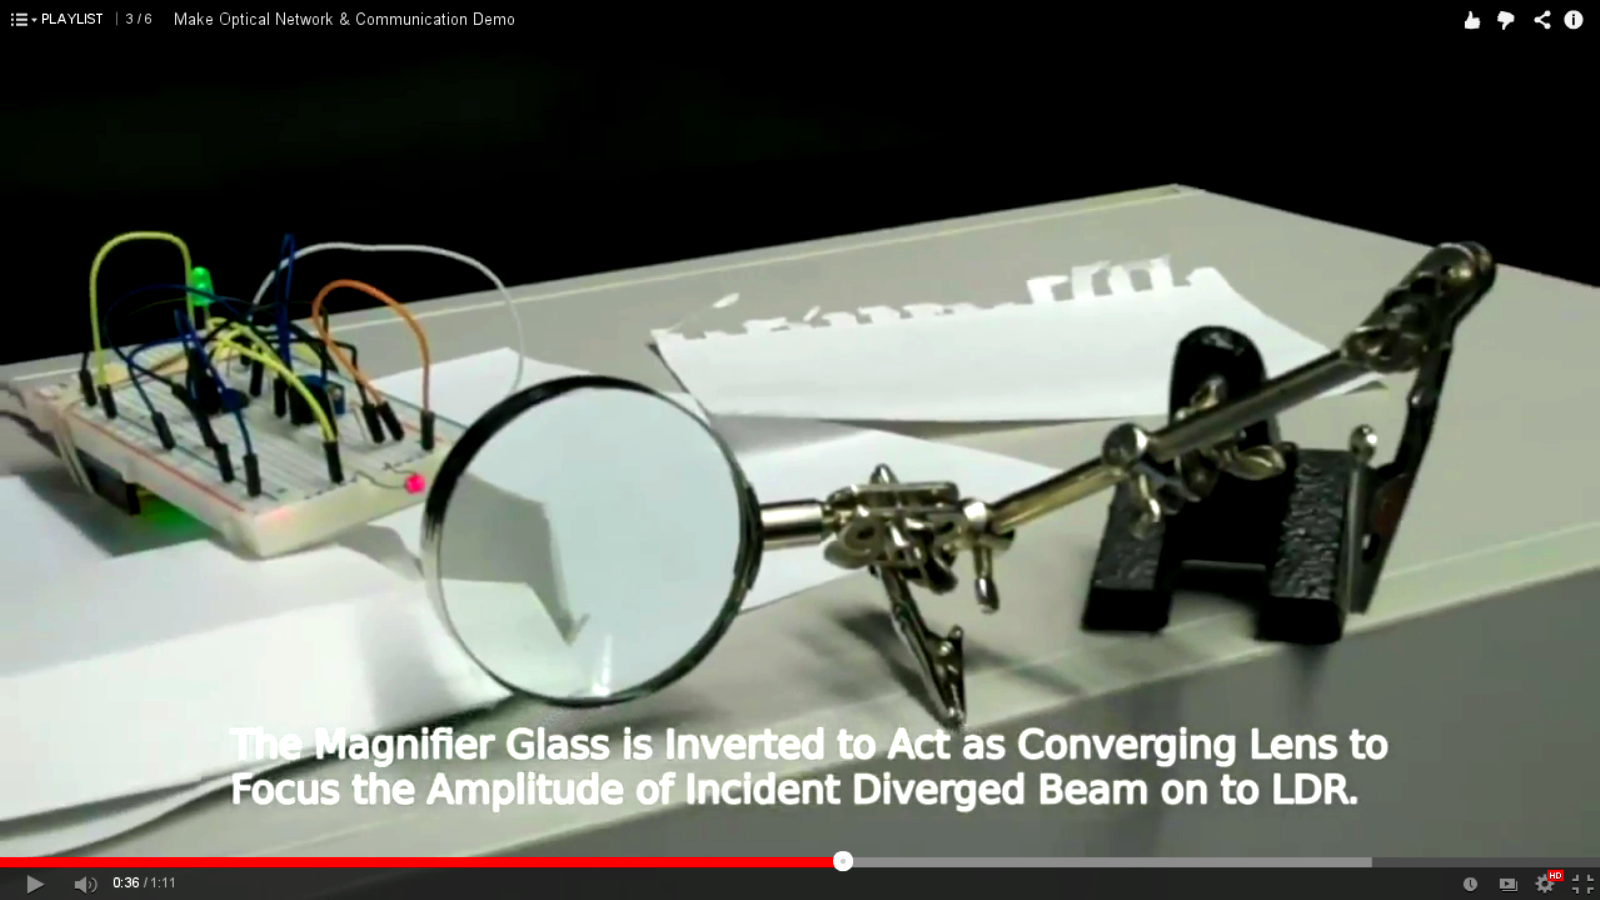 PLAYLIST 3 / 6 Make Optical Network & Communication Demo
The Magnifier Glass is Inverted to Act as Converging Lens to
Focus the Amplitude of Incident Diverged Beam on to LDR.
0:36 / 1:11
HD